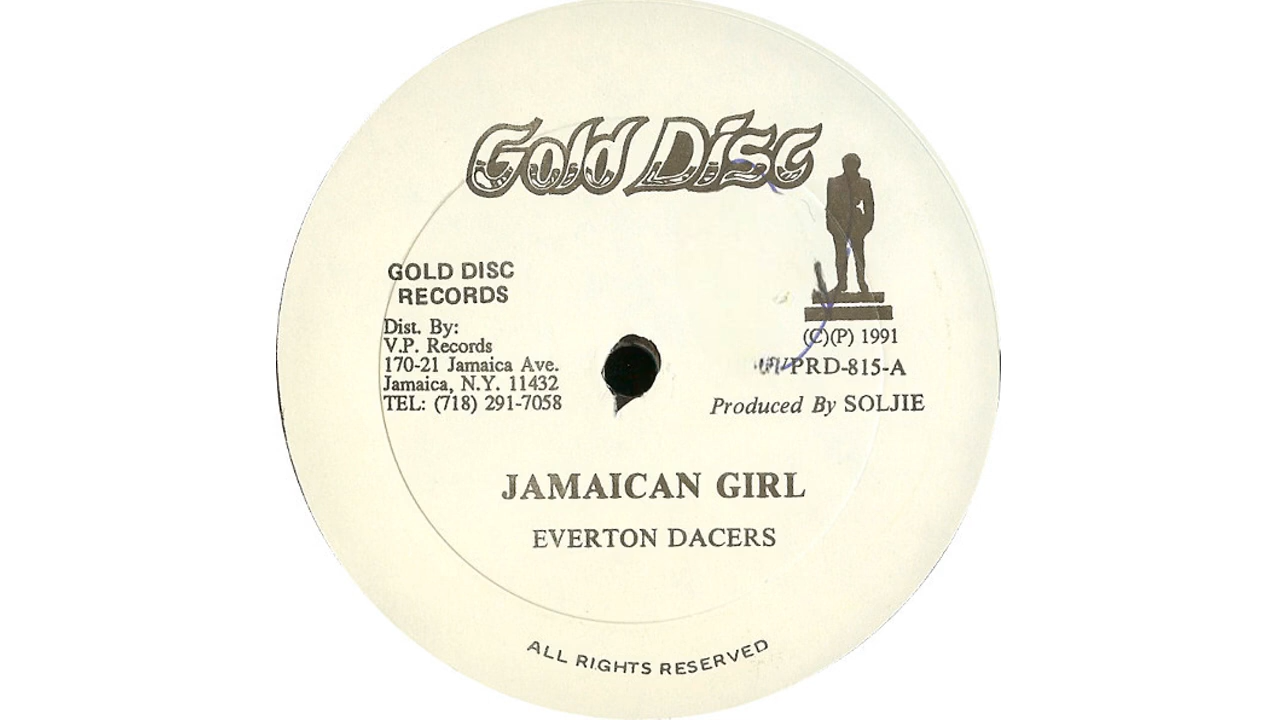 Gold Disc
GOLD DISC
RECORDS
Dist. By:
V.P. Records
170-21 Jamaica Ave.
Jamaica, N.Y. 11432
TEL: (718) 291-7058
(C)(P) 1991
PRD-815-A
Produced By SOLJIE
JAMAICAN GIRL
EVERTON DACERS
ALL RIGHTS RESERVED